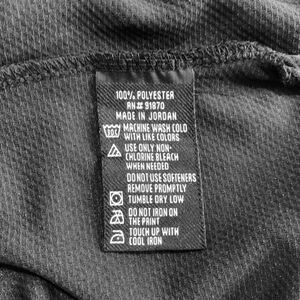 100% POLYESTER
RN# 91870
MADE IN JORDAN
MACHINE WASH COLD
WITH LIKE COLORS
USE ONLY NON-
CHLORINE BLEACH
WHEN NEEDED
DO NOT USE SOFTENERS
REMOVE PROMPTLY
TUMBLE DRY LOW
DO NOT IRON ON
THE PRINT
TOUCH UP WITH
COOL IRON